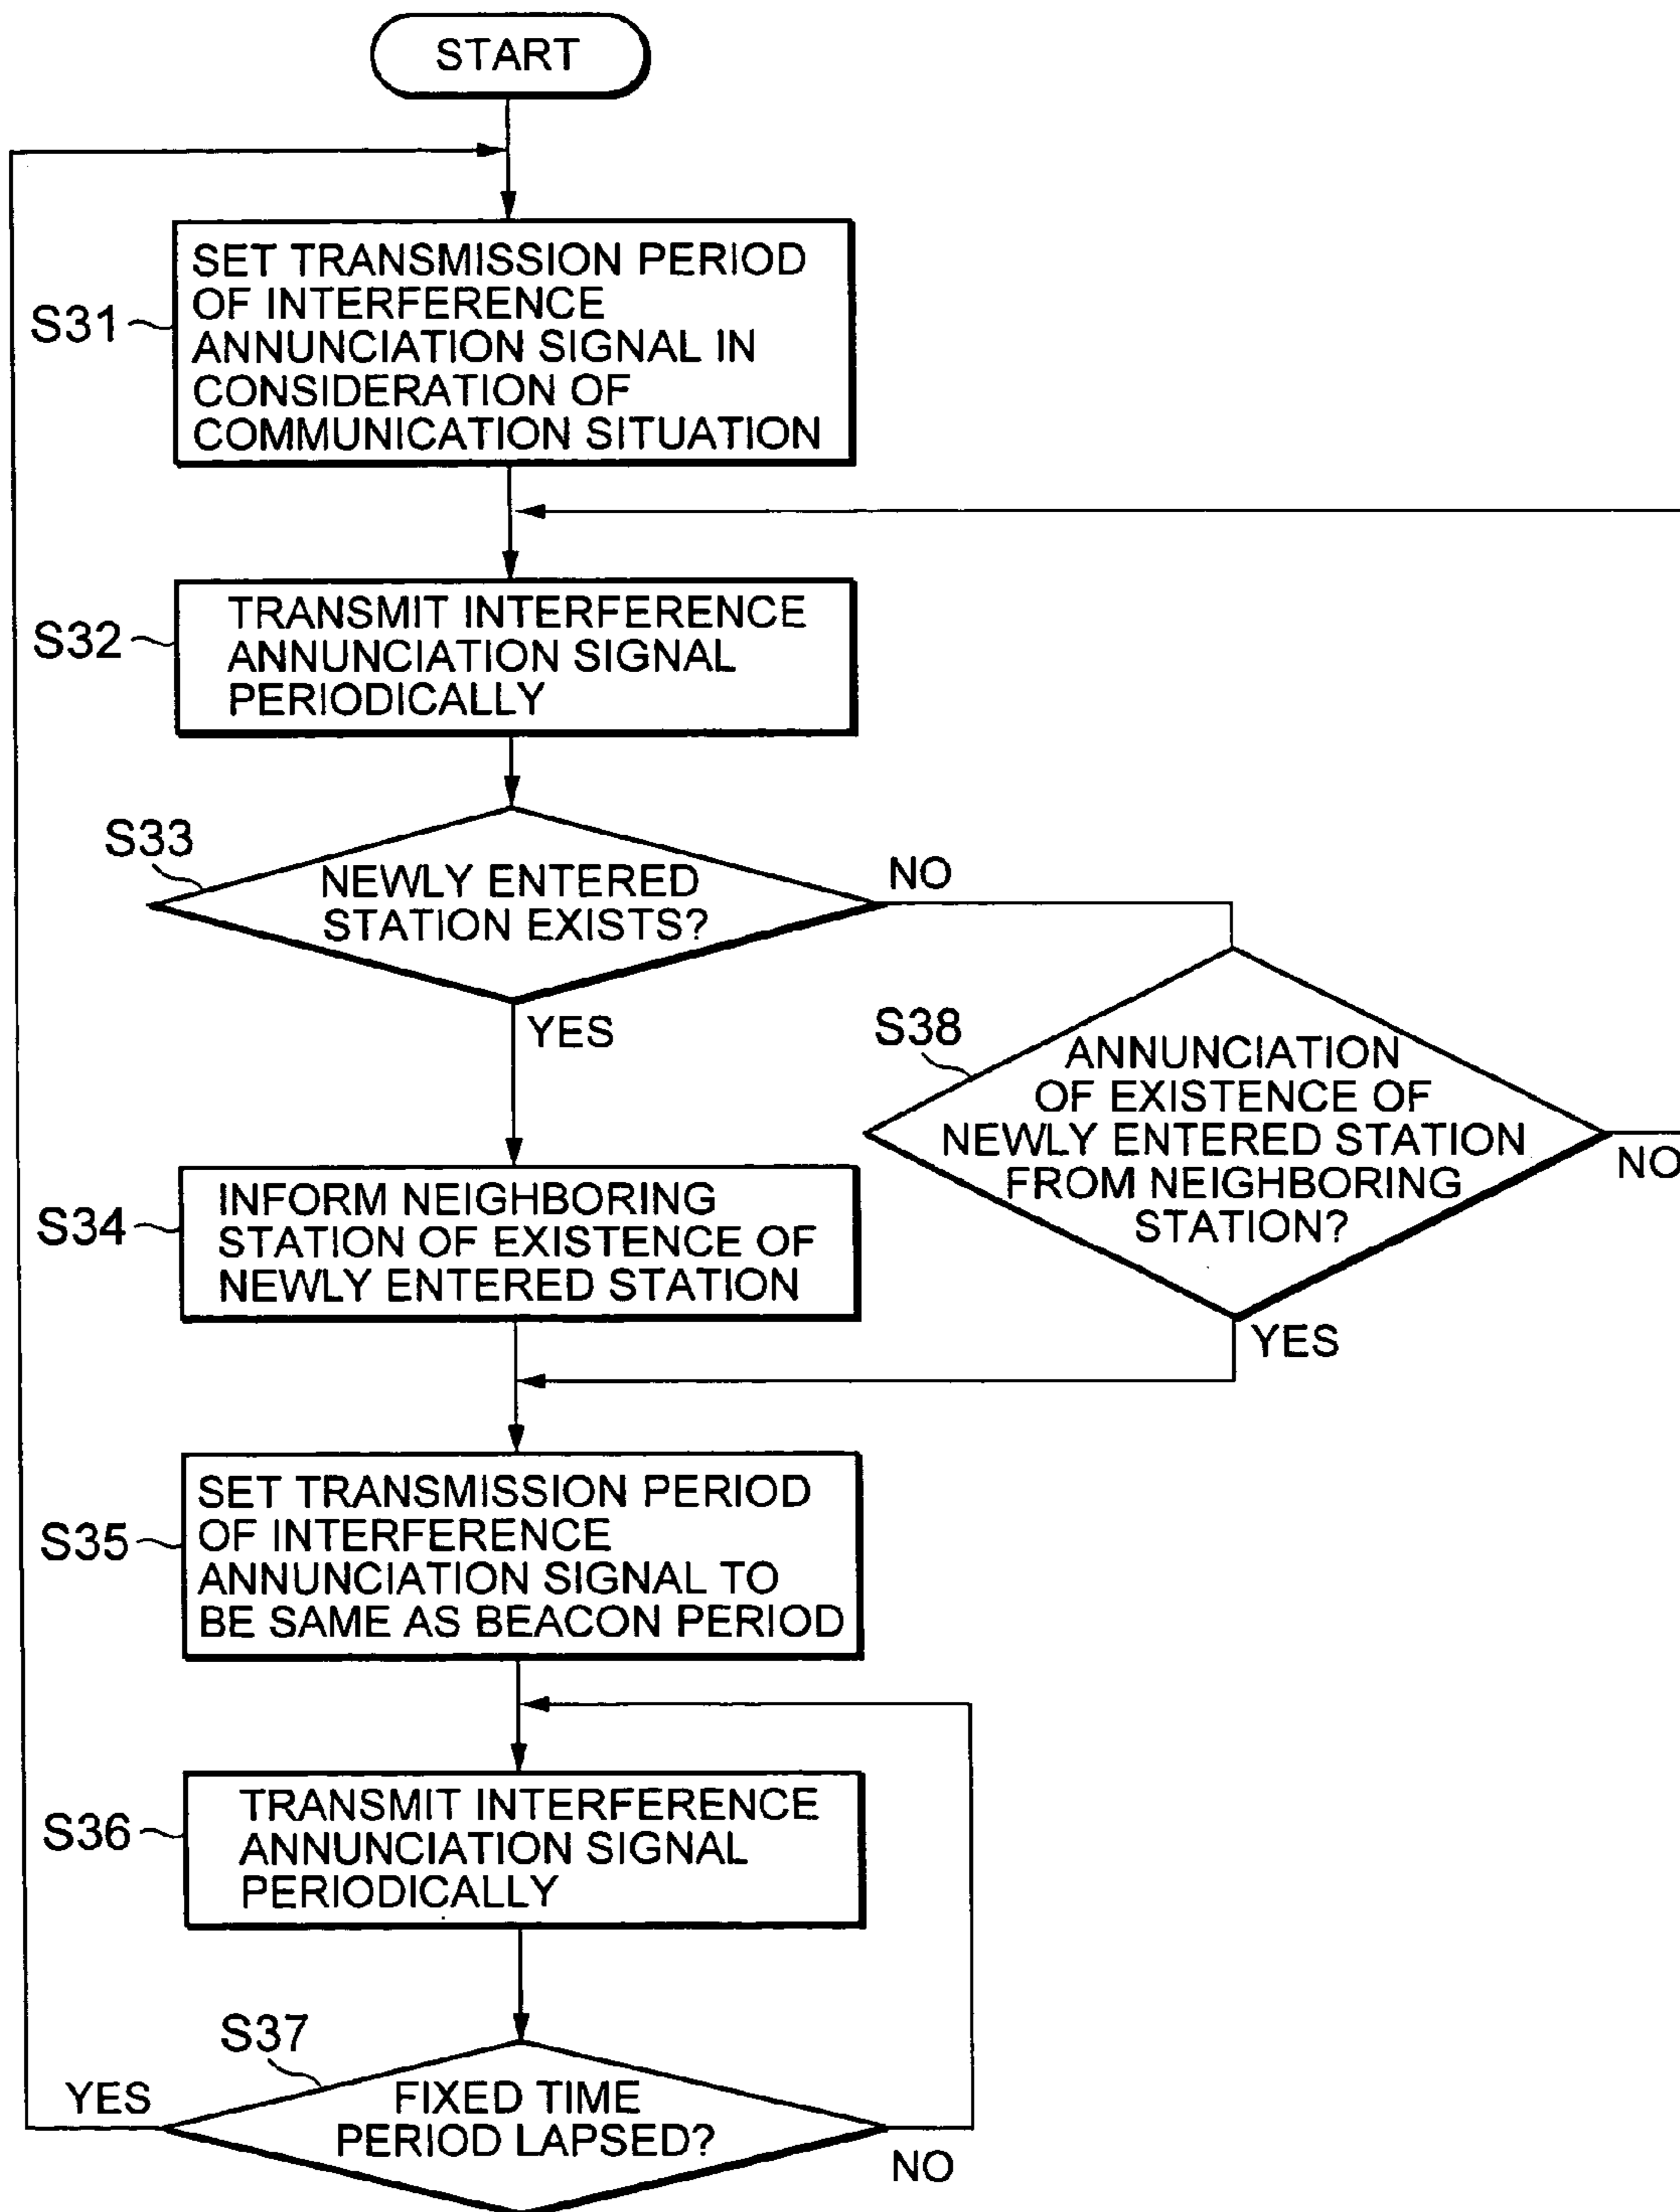 START
S31
SET TRANSMISSION PERIOD
OF INTERFERENCE
ANNUNCIATION SIGNAL IN
CONSIDERATION OF
COMMUNICATION SITUATION
S32
TRANSMIT INTERFERENCE
ANNUNCIATION SIGNAL
PERIODICALLY
S33
NEWLY ENTERED
STATION EXISTS?
NO
YES
S38
ANNUNCIATION
OF EXISTENCE OF
NEWLY ENTERED STATION
FROM NEIGHBORING
STATION?
NO
YES
S34
INFORM NEIGHBORING
STATION OF EXISTENCE OF
NEWLY ENTERED STATION
S35
SET TRANSMISSION PERIOD
OF INTERFERENCE
ANNUNCIATION SIGNAL TO
BE SAME AS BEACON PERIOD
S36
TRANSMIT INTERFERENCE
ANNUNCIATION SIGNAL
PERIODICALLY
S37
YES
FIXED TIME
PERIOD LAPSED?
NO